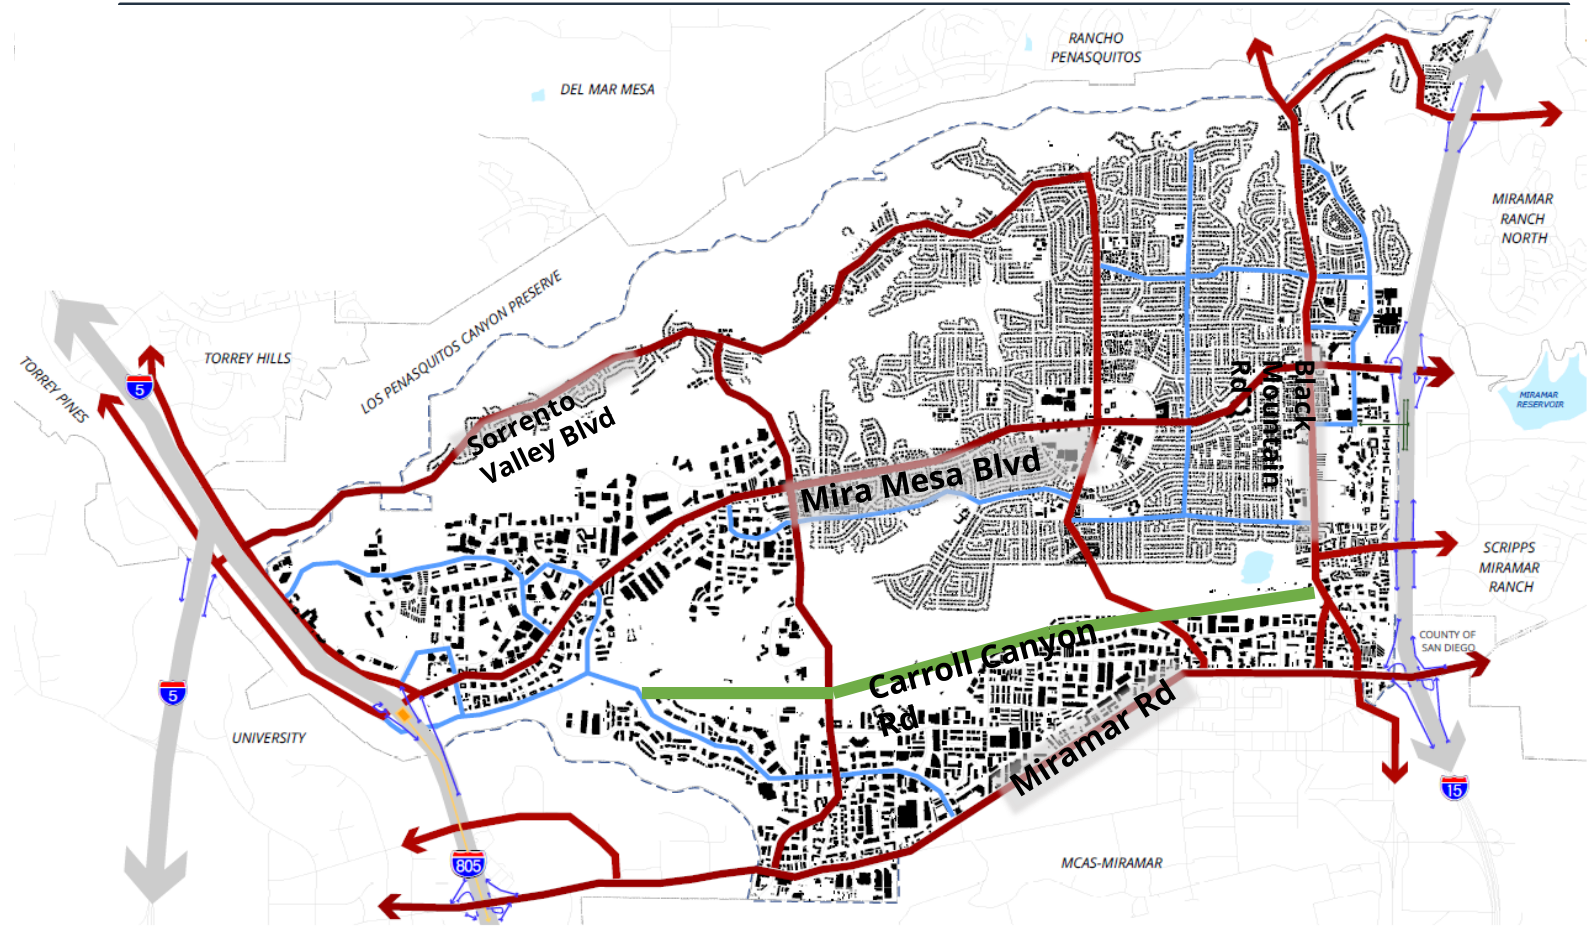 RANCHO
PENASQUITOS
DEL MAR MESA
MIRAMAR
RANCH
NORTH
LOS PENASQUITOS CANYON PRESERVE
TORREY HILLS
TORREY PINES
5
MIRAMAR
RESERVOIR
Black
Mountain
Rd
Sorrento
Valley Blvd
Mira Mesa Blvd
SCRIPPS
MIRAMAR
RANCH
COUNTY OF
SAN DIEGO
Carroll Canyon
Rd
5
Miramar Rd
UNIVERSITY
15
805
MCAS-MIRAMAR